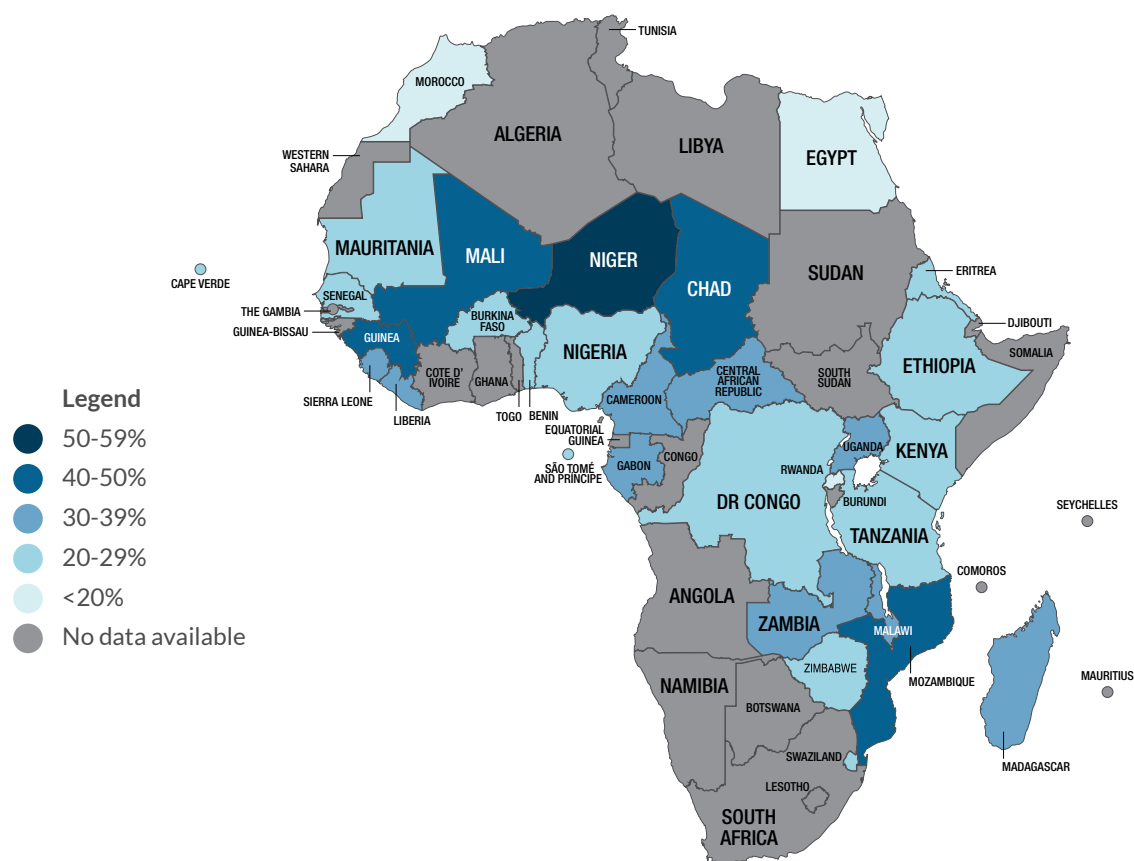 TUNISIA
MOROCCO
ALGERIA
LIBYA
EGYPT
WESTERN
SAHARA
MAURITANIA
MALI
NIGER
CHAD
SUDAN
ERITREA
CAPE VERDE
SENEGAL
THE GAMBIA
GUINEA-BISSAU
GUINEA
BURKINA
FASO
NIGERIA
DJIBOUTI
SOMALIA
ETHIOPIA
SOUTH
SUDAN
CENTRAL
AFRICAN
REPUBLIC
COTE D'
IVOIRE
GHANA
CAMEROON
SIERRA LEONE
LIBERIA
TOGO
BENIN
EQUATORIAL
GUINEA
SÃO TOMÉ
AND PRINCIPE
GABON
CONGO
UGANDA
KENYA
RWANDA
BURUNDI
DR CONGO
TANZANIA
SEYCHELLES
COMOROS
ANGOLA
ZAMBIA
MALAWI
ZIMBABWE
MOZAMBIQUE
MAURITIUS
NAMIBIA
BOTSWANA
MADAGASCAR
SWAZILAND
LESOTHO
SOUTH
AFRICA
Legend
50-59%
40-50%
30-39%
20-29%
<20%
No data available